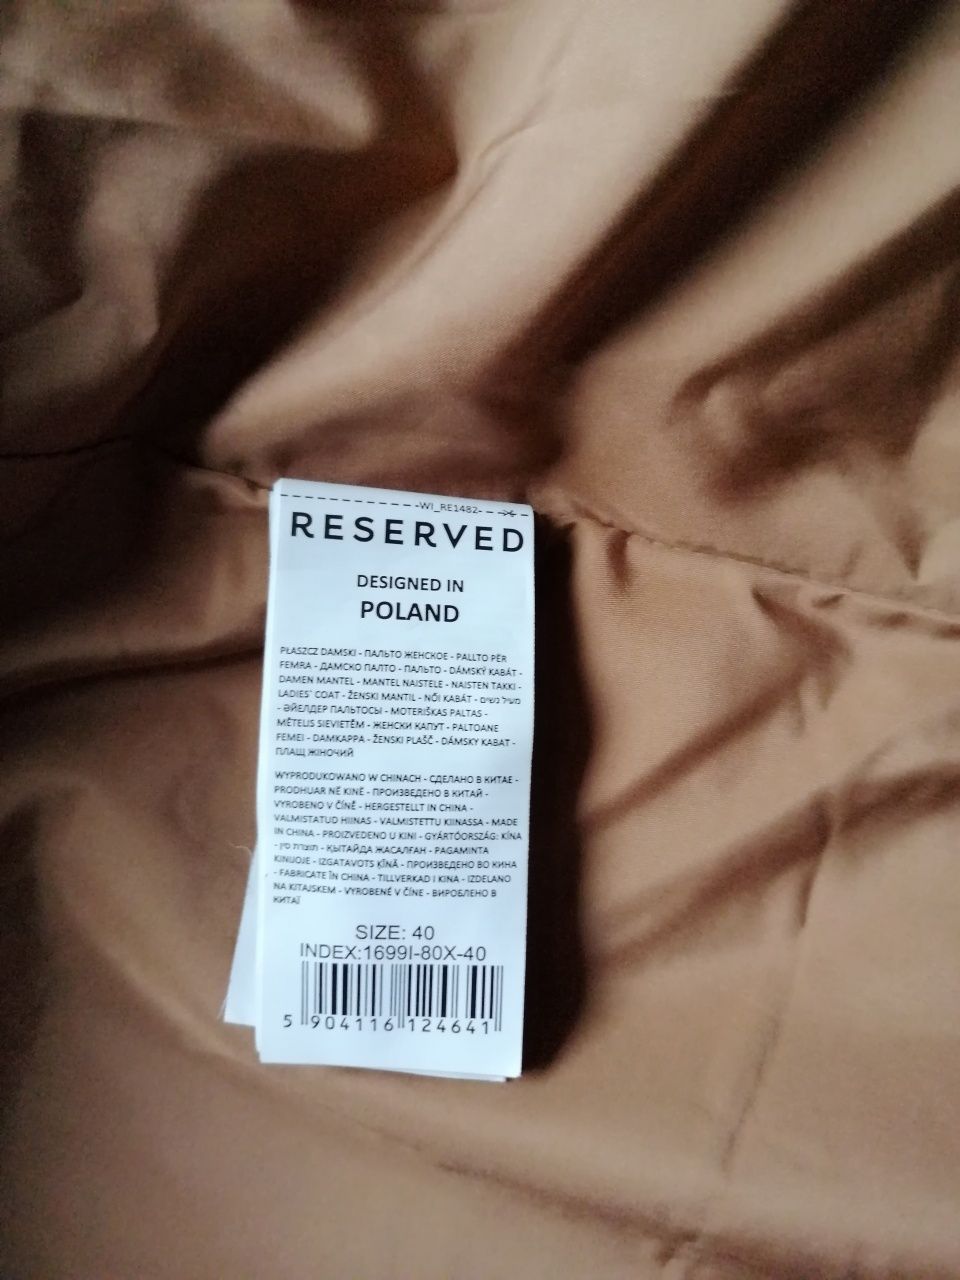 WI_RE1482
RESERVED
DESIGNED IN
POLAND
PŁASZCZ DAMSKI - ПАЛЬТО ЖЕНСКОЕ - PALLTO PËR
FEMRA - ДАМСКО ПАЛТО - ПАЛЬТО - DÁMSKÝ KABÁT -
DAMEN MANTEL - MANTEL NAISTELE - NAISTEN TAKKI -
LADIES` COAT - ŽENSKI MANTIL - NŐI KABÁT - מעיל נשים
- ӘЙЕЛДЕР ПАЛЬТОСЫ - MOTERIŠKAS PALTAS -
MĒTELIS SIEVIETĒM - ЖЕНСКИ КАПУТ - PALTOANE
FEMEI - DAMKAPPA - ŽENSKI PLAŠČ - DÁMSKY KABAT -
ПЛАЩ ЖІНОЧИЙ
WYPRODUKOWANO W CHINACH - СДЕЛАНО В КИТАЕ -
PRODHUAR NË KINË - ПРОИЗВЕДЕНО В КИТАЙ -
VYROBENO V ČÍNĚ - HERGESTELLT IN CHINA -
VALMISTATUD HIINAS - VALMISTETTU KIINASSA - MADE
IN CHINA - PROIZVEDENO U KINI - GYÁRTÓORSZÁG: KÍNA
- תוצרת סין - ҚЫТАЙДА ЖАСАЛҒАН - PAGAMINTA
KINIJOJE - IZGATAVOTS ĶĪNĀ - ПРОИЗВЕДЕНО ВО КИНА
- FABRICATE ÎN CHINA - TILLVERKAD I KINA - IZDELANO
NA KITAJSKEM - VYROBENÉ V ČÍNE - ВИРОБЛЕНО В
КИТАЇ
SIZE: 40
INDEX:1699I-80X-40
5 904116 124641